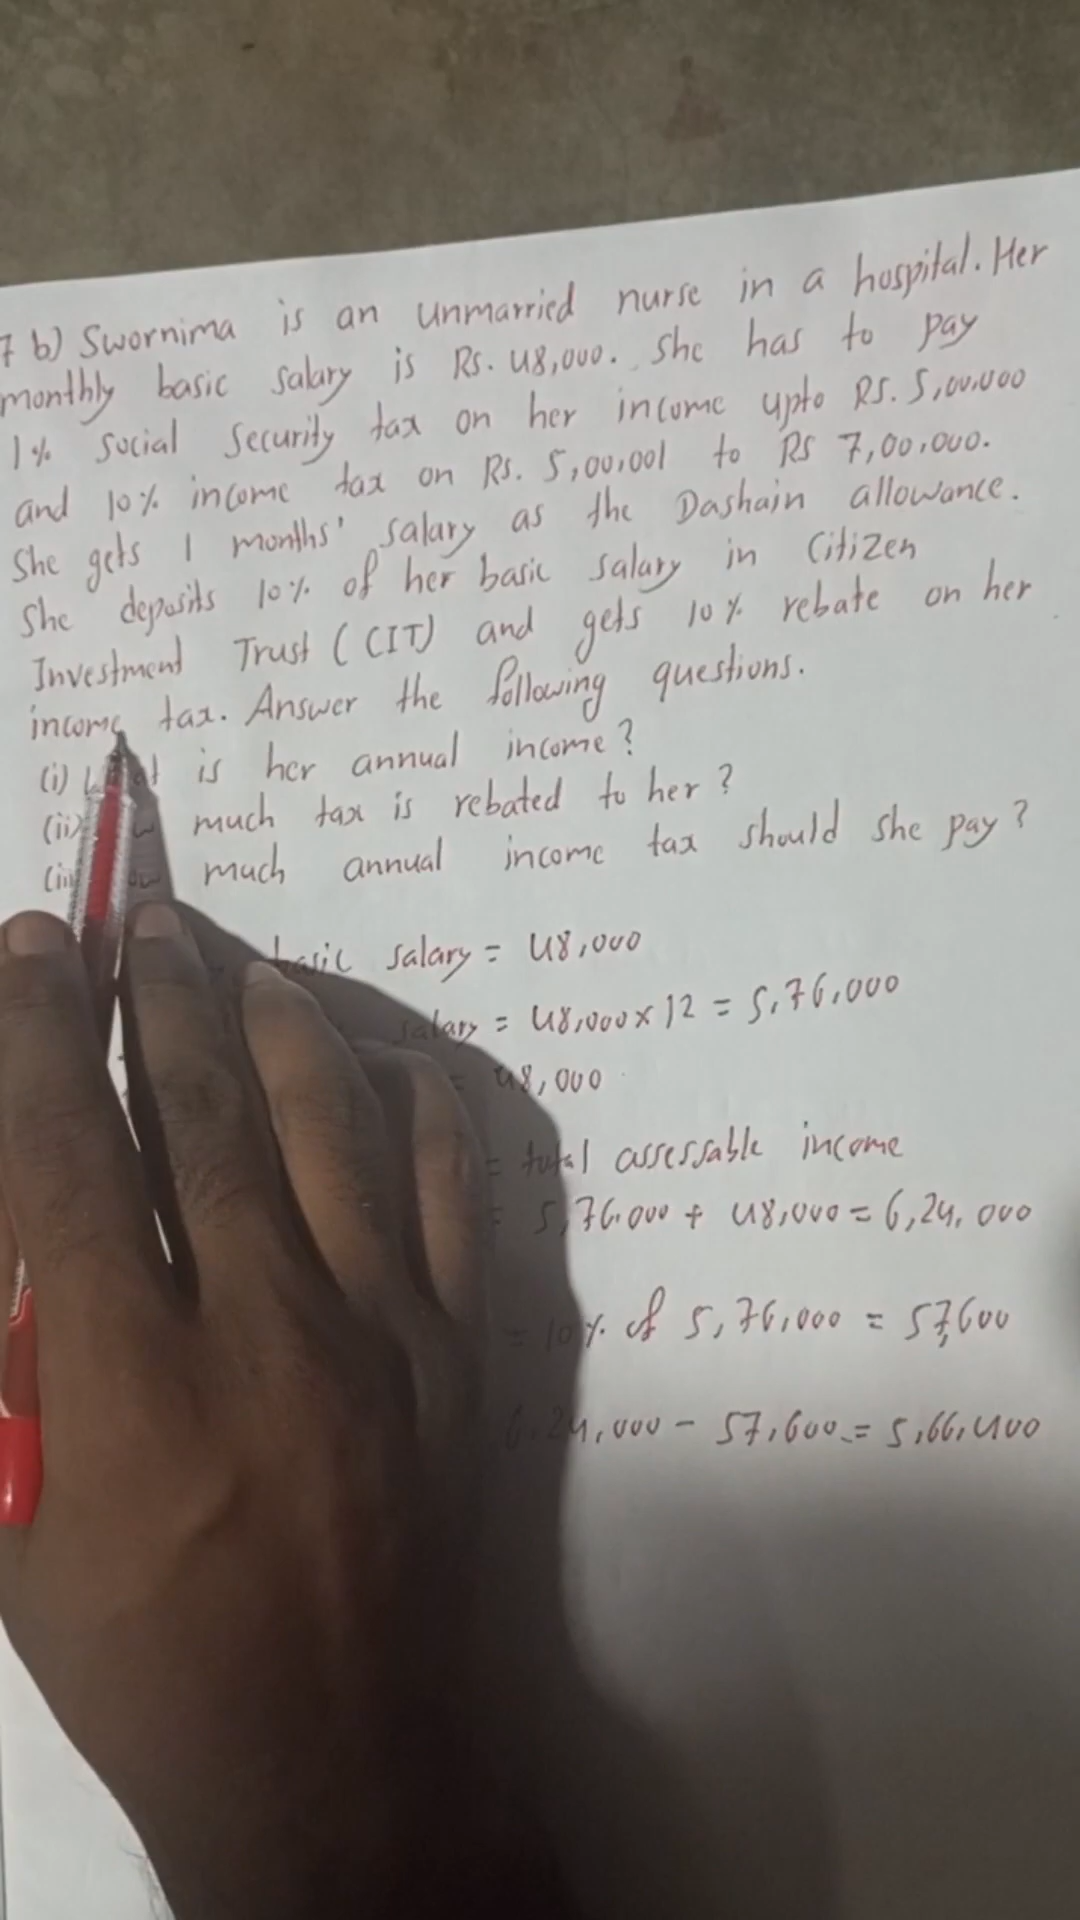 7 b) Swornima is an unmarried nurse in a hospital. Her
monthly basic salary is Rs. 48,000. She has to pay
1% Social Security tax on her income upto Rs. 5,00,000
and 10% income tax on Rs. 5,00,001 to Rs 7,00,000.
She gets 1 months' salary as the Dashain allowance.
She deposits 10% of her basic salary in Citizen
Investment Trust (CIT) and gets 10% rebate on her
income tax. Answer the following questions.
(i) is her annual income?
(ii) much tax is rebated to her?
(iii) much annual income tax should she pay?
basic salary = 48,000
salary = 48,000 x 12 = 5,76,000
= 48,000
= total assessable income
= 5,76,000 + 48,000 = 6,24,000
= 10% of 5,76,000 = 57,600
6,24,000 - 57,600 = 5,66,400